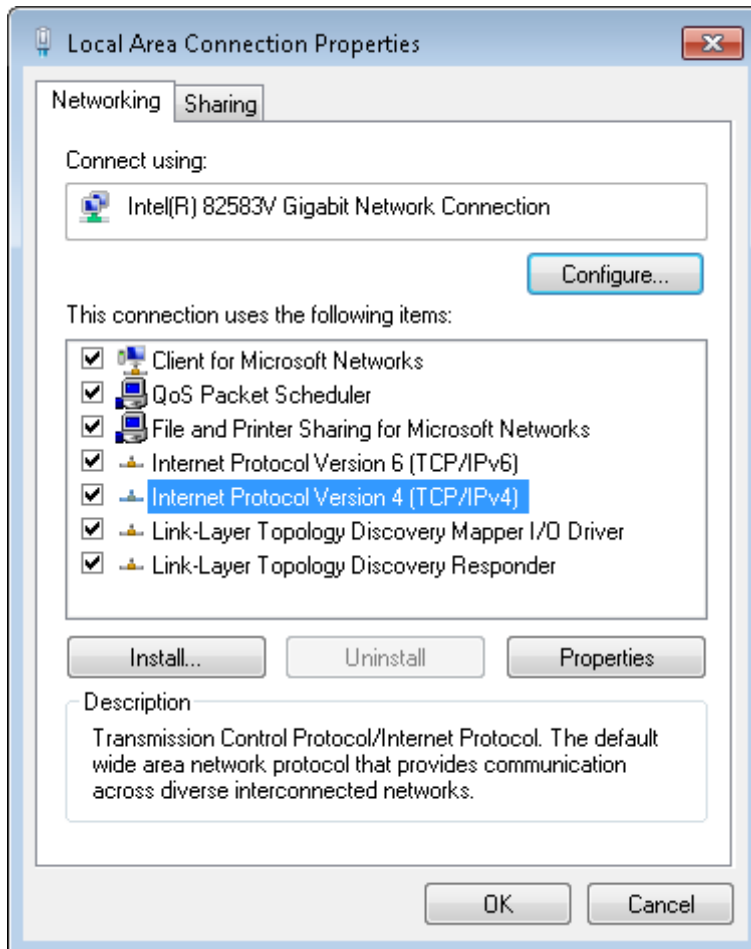 Local Area Connection Properties
Networking
Sharing
Connect using:
Intel(R) 82583V Gigabit Network Connection
Configure...
This connection uses the following items:
Client for Microsoft Networks
QoS Packet Scheduler
File and Printer Sharing for Microsoft Networks
Internet Protocol Version 6 (TCP/IPv6)
Internet Protocol Version 4 (TCP/IPv4)
Link-Layer Topology Discovery Mapper I/O Driver
Link-Layer Topology Discovery Responder
Install...
Uninstall
Properties
Description
Transmission Control Protocol/Internet Protocol. The default
wide area network protocol that provides communication
across diverse interconnected networks.
OK
Cancel